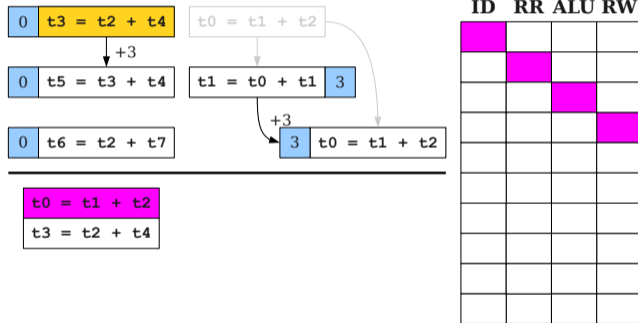 ID RR ALU RW
0 t3 = t2 + t4 t0 = t1 + t2
+3
0 t5 = t3 + t4 t1 = t0 + t1 3
+3
0 t6 = t2 + t7 3 t0 = t1 + t2
t0 = t1 + t2
t3 = t2 + t4